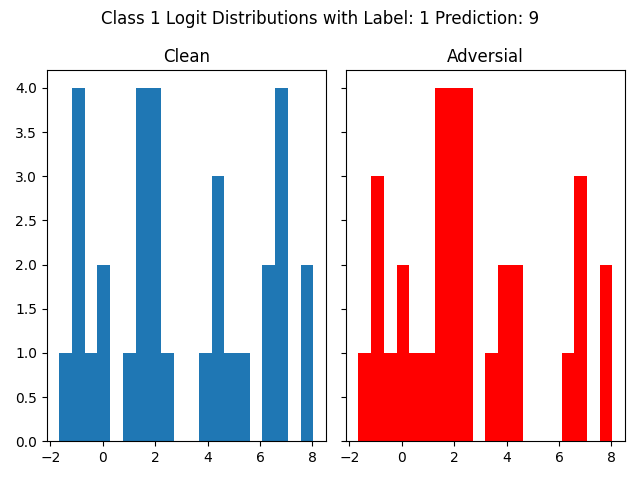 Class 1 Logit Distributions with Label: 1 Prediction: 9
Clean
Adversial
4.0
3.5
3.0
2.5
2.0
1.5
1.0
0.5
0.0
−2 0 2 4 6 8
−2 0 2 4 6 8